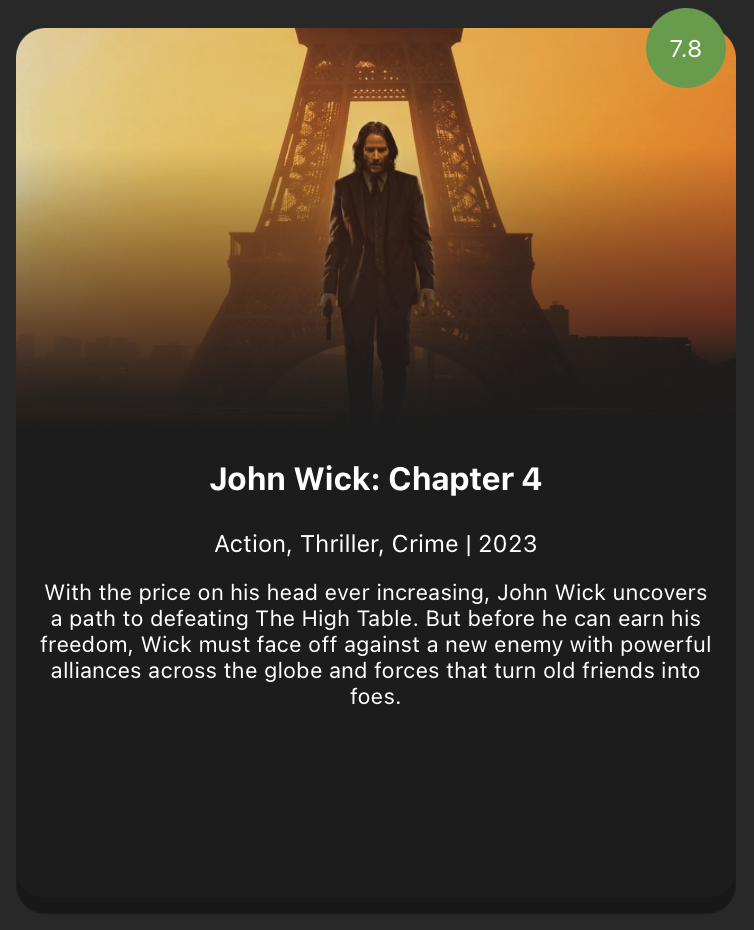 7.8
John Wick: Chapter 4
Action, Thriller, Crime | 2023
With the price on his head ever increasing, John Wick uncovers
a path to defeating The High Table. But before he can earn his
freedom, Wick must face off against a new enemy with powerful
alliances across the globe and forces that turn old friends into
foes.